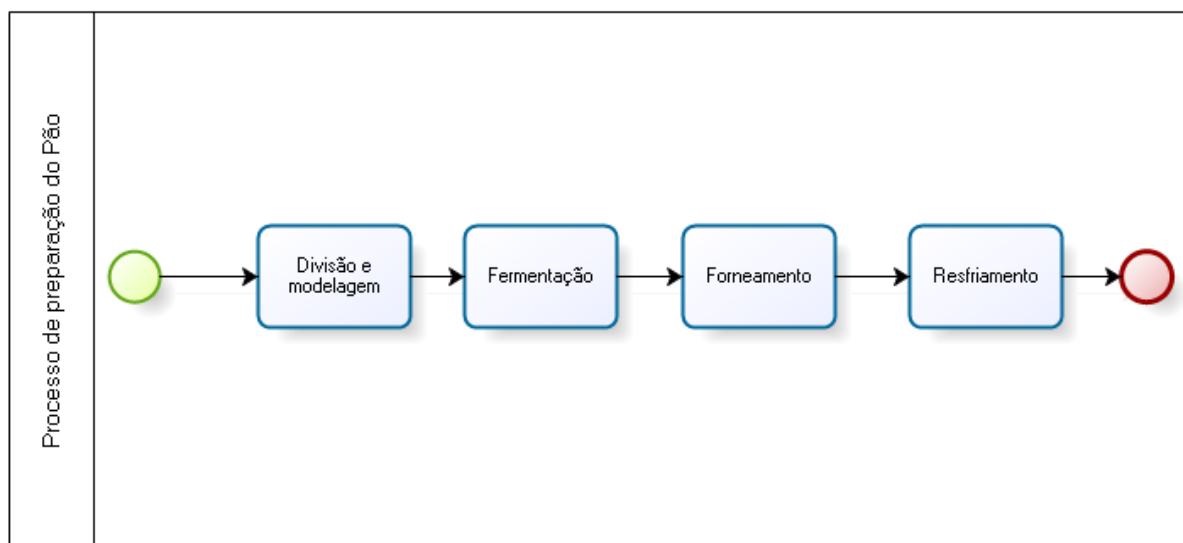 Processo de preparação do Pão
Divisão e
modelagem
Fermentação
Forneamento
Resfriamento